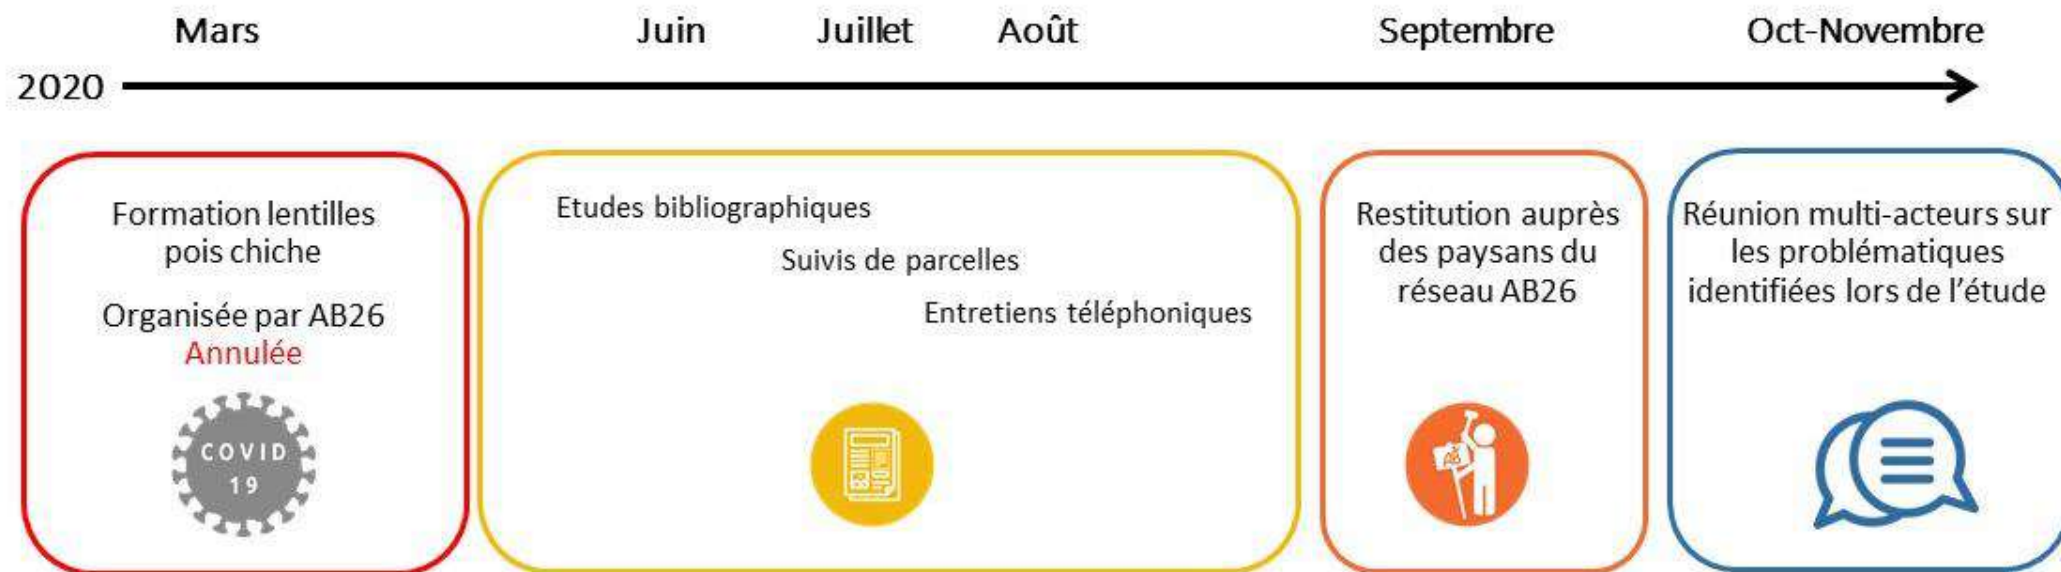 Mars
Juin
Juillet
Août
Septembre
Oct-Novembre
2020
Formation lentilles
pois chiche
Organisée par AB26
Annulée
COVID
19
Etudes bibliographiques
Suivis de parcelles
Entretiens téléphoniques
Restitution auprès
des paysans du
réseau AB26
Réunion multi-acteurs sur
les problématiques
identifiées lors de l'étude